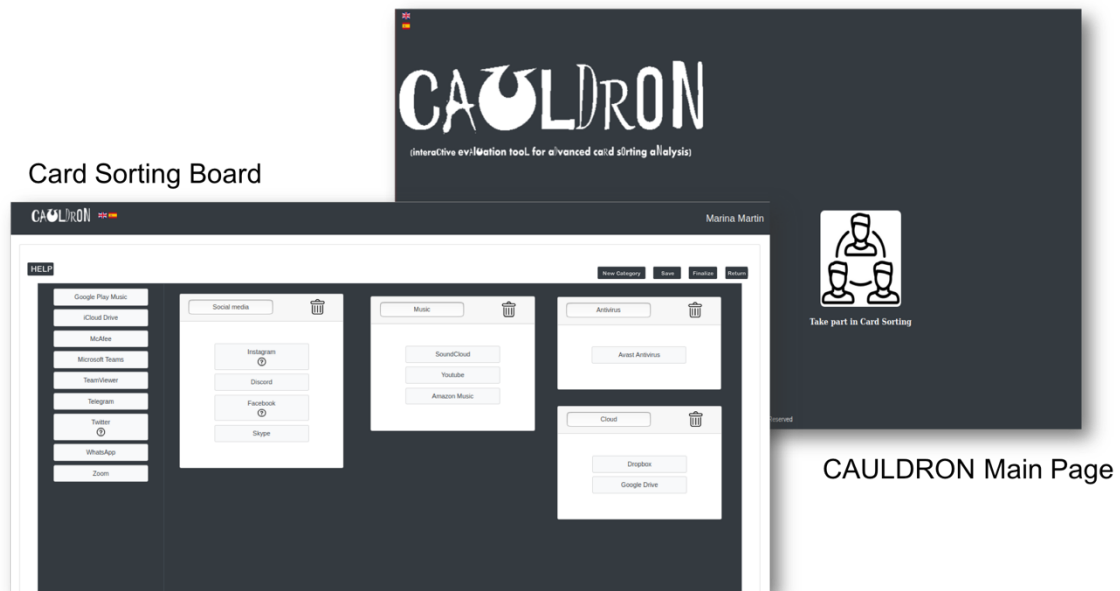 CAULDRON
(interaCtive evAlUation tooL for aDvanced caRd sOrting aNalysis)
Take part in Card Sorting
Reserved
CAULDRON Main Page
Card Sorting Board
CAULDRON
Marina Martin
HELP
New Category
Save
Finalize
Return
Google Play Music
iCloud Drive
McAfee
Microsoft Teams
TeamViewer
Telegram
Twitter
?
WhatsApp
Zoom
Social media
Instagram
?
Discord
Facebook
?
Skype
Music
SoundCloud
Youtube
Amazon Music
Antivirus
Avast Antivirus
Cloud
Dropbox
Google Drive